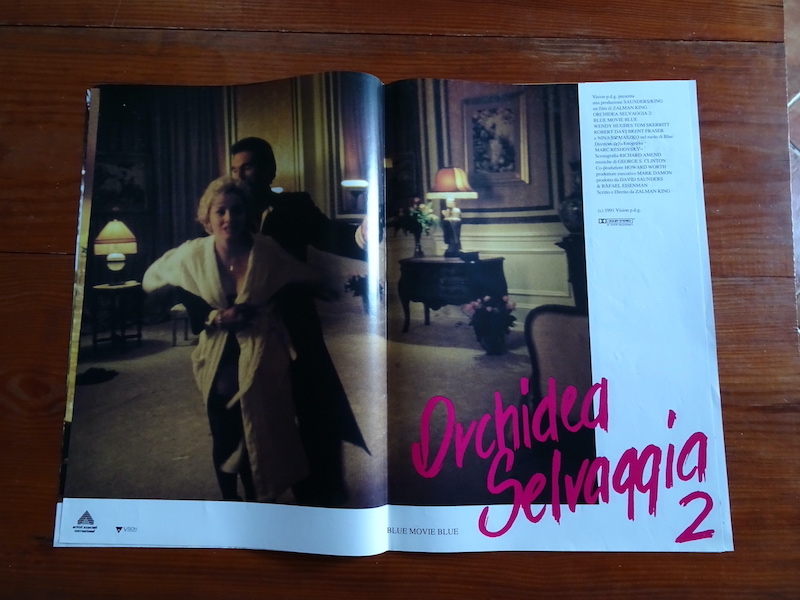 Vision p.d.g. presenta
una produzione SAUNDERS/KING
un film di ZALMAN KING
ORCHIDEA SELVAGGIA 2:
BLUE MOVIE BLUE
WENDY HUGHES TOM SKERRITT
ROBERT DAVI BRENT FRASER
e NINA SIEMASZKO nel ruolo di Blue
Direttore della fotografia
MARC RESHOVSKY
Scenografia RICHARD AMEND
musiche di GEORGE S. CLINTON
Co-produttore HOWARD WORTH
produttore esecutivo MARK DAMON
prodotto da DAVID SAUNDERS
& RAFAEL EISENMAN
Scritto e Diretto da ZALMAN KING
(c) 1991 Vision p.d.g.
DOLBY STEREO
Orchidea
Selvaggia
2
BLUE MOVIE BLUE